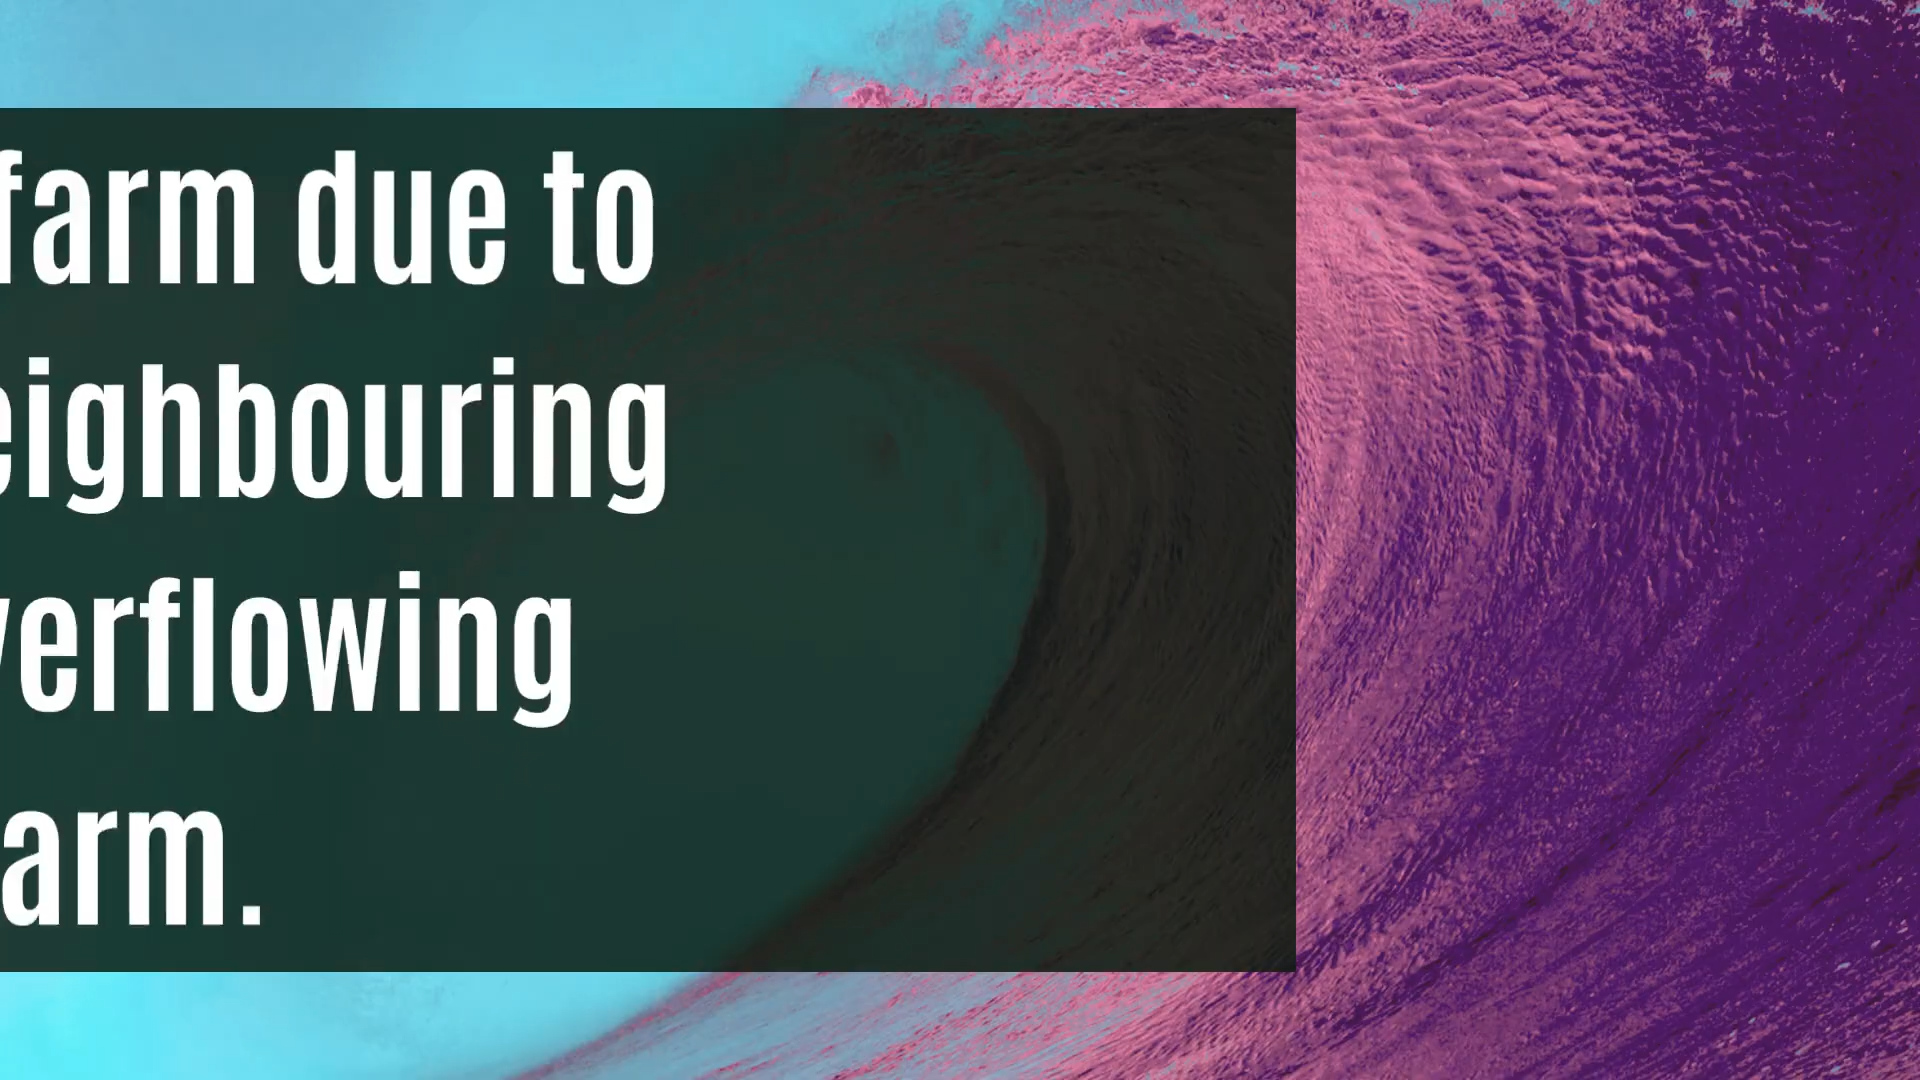 farm due to
eighbouring
verflowing
arm.